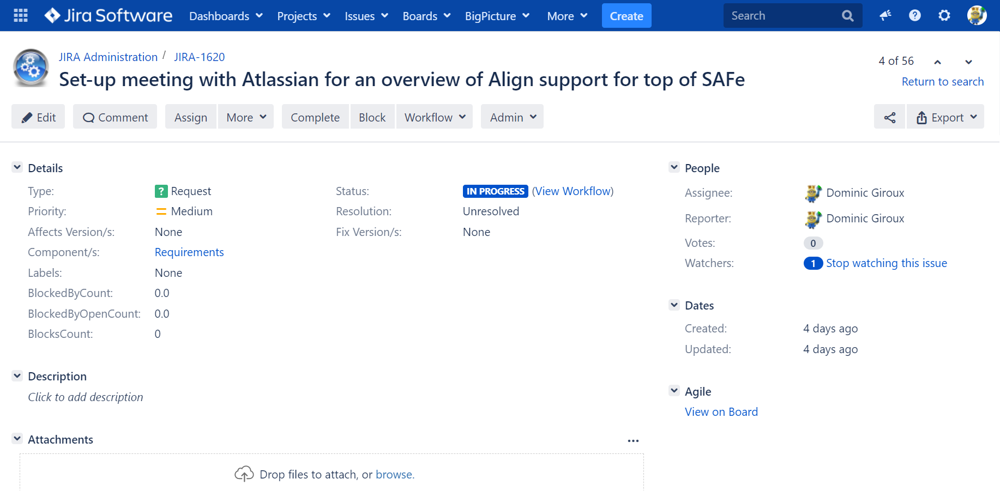 Jira Software Dashboards Projects Issues Boards BigPicture More Create Search
JIRA Administration / JIRA-1620
Set-up meeting with Atlassian for an overview of Align support for top of SAFe
4 of 56
Return to search
Edit Comment Assign More Complete Block Workflow Admin Export
Details
Type: ? Request
Priority: Medium
Affects Version/s: None
Component/s: Requirements
Labels: None
BlockedByCount: 0.0
BlockedByOpenCount: 0.0
BlocksCount: 0
Status: IN PROGRESS (View Workflow)
Resolution: Unresolved
Fix Version/s: None
Description
Click to add description
Attachments ...
Drop files to attach, or browse.
People
Assignee: Dominic Giroux
Reporter: Dominic Giroux
Votes: 0
Watchers: 1 Stop watching this issue
Dates
Created: 4 days ago
Updated: 4 days ago
Agile
View on Board